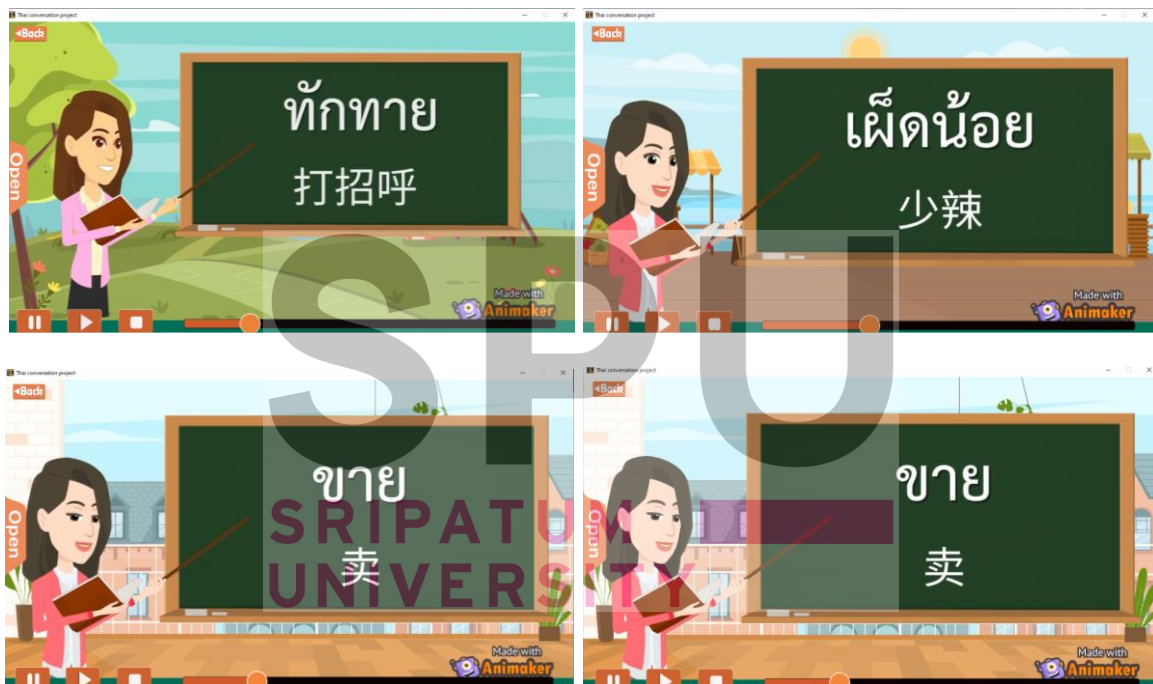 Thai conversation project
Back
ทักทาย
打招呼
Open
Made with
Animaker
Thai conversation project
Back
เผ็ดน้อย
少辣
Open
Made with
Animaker
Thai conversation project
Back
ขาย
卖
Open
Made with
Animaker
Thai conversation project
Back
ขาย
卖
Open
Made with
Animaker
SPU
SRIPATUM
UNIVERSITY